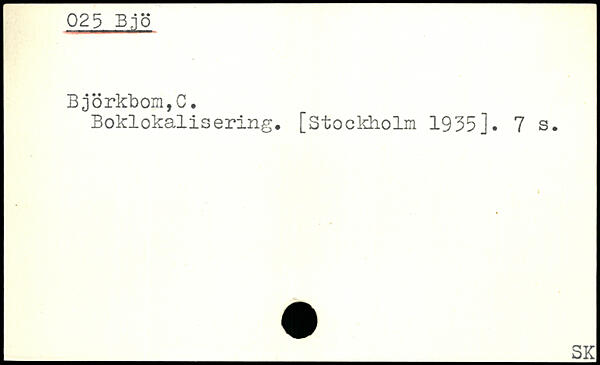 025 Bjö
Björkbom,C.
Boklokalisering. [Stockholm 1935]. 7 s.
SK